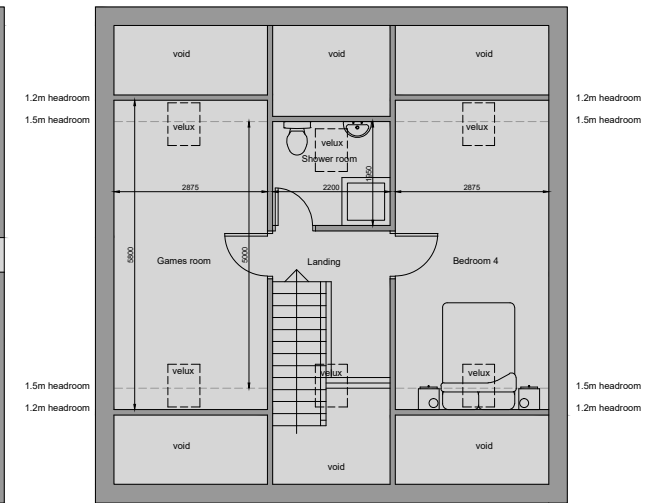 void void void
1.2m headroom 1.2m headroom
1.5m headroom 1.5m headroom
velux velux velux
Shower room
1950
2875 2200 2875
5800 5000
Games room Landing Bedroom 4
velux velux velux
1.5m headroom 1.5m headroom
1.2m headroom 1.2m headroom
void void
void